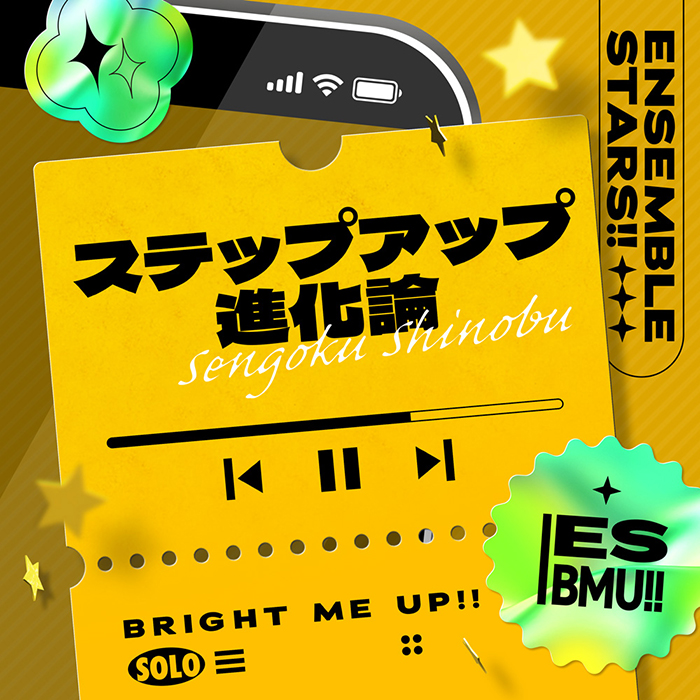 ENSEMBLE
STARS!!
ステップアップ
進化論
sengoku shinobu
BRIGHT ME UP!!
SOLO
ES
BMU!!